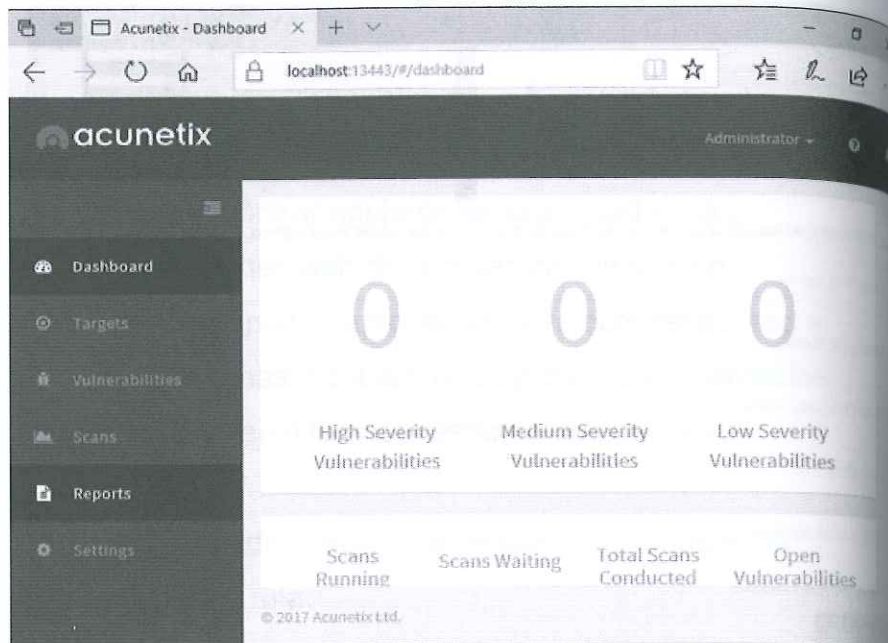 Acunetix - Dashboard
localhost:13443/#/dashboard
acunetix
Administrator
Dashboard
Targets
Vulnerabilities
Scans
Reports
Settings
0 0 0
High Severity Vulnerabilities
Medium Severity Vulnerabilities
Low Severity Vulnerabilities
Scans Running
Scans Waiting
Total Scans Conducted
Open Vulnerabilities
© 2017 Acunetix Ltd.